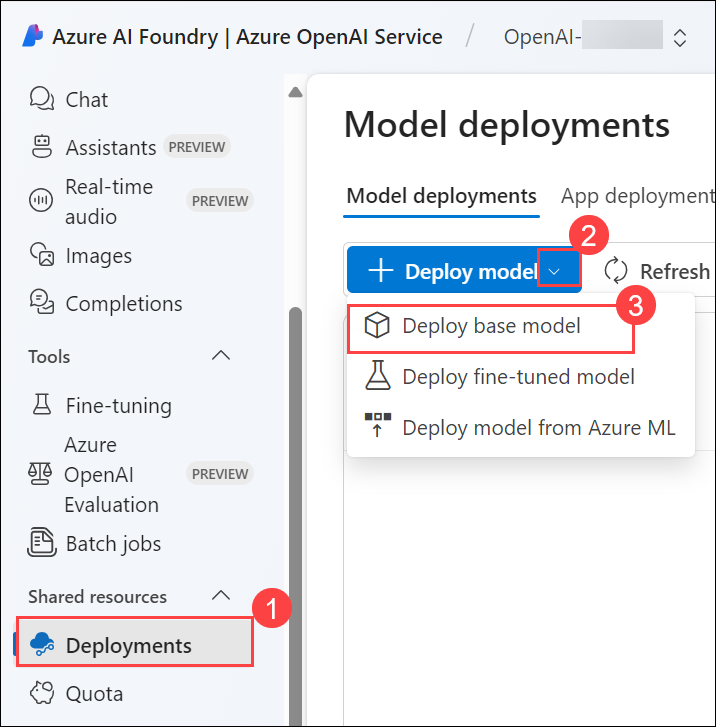 Azure AI Foundry | Azure OpenAI Service / OpenAI-
Chat
Assistants PREVIEW
Real-time
audio
PREVIEW
Images
Completions
Tools
Fine-tuning
Azure
OpenAI
Evaluation
PREVIEW
Batch jobs
Shared resources
1
Deployments
Quota
Model deployments
Model deployments App deployment
2
Deploy model
Refresh
3
Deploy base model
Deploy fine-tuned model
Deploy model from Azure ML